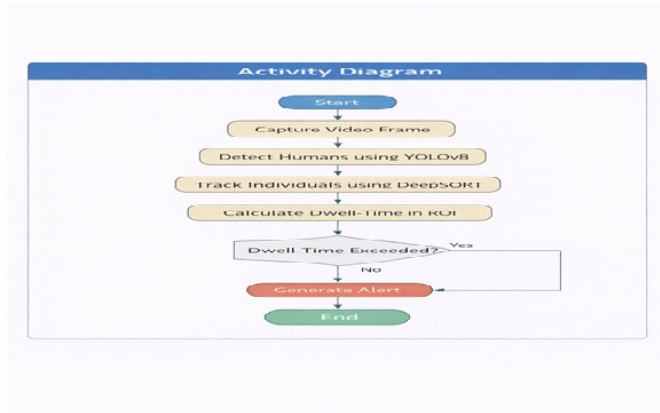 Activity Diagram
Start
Capture Video Frame
Detect Humans using YOLOv8
Track Individuals using DeepSORT
Calculate Dwell-Time in ROI
Dwell Time Exceeded?
Yes
No
Generate Alert
End